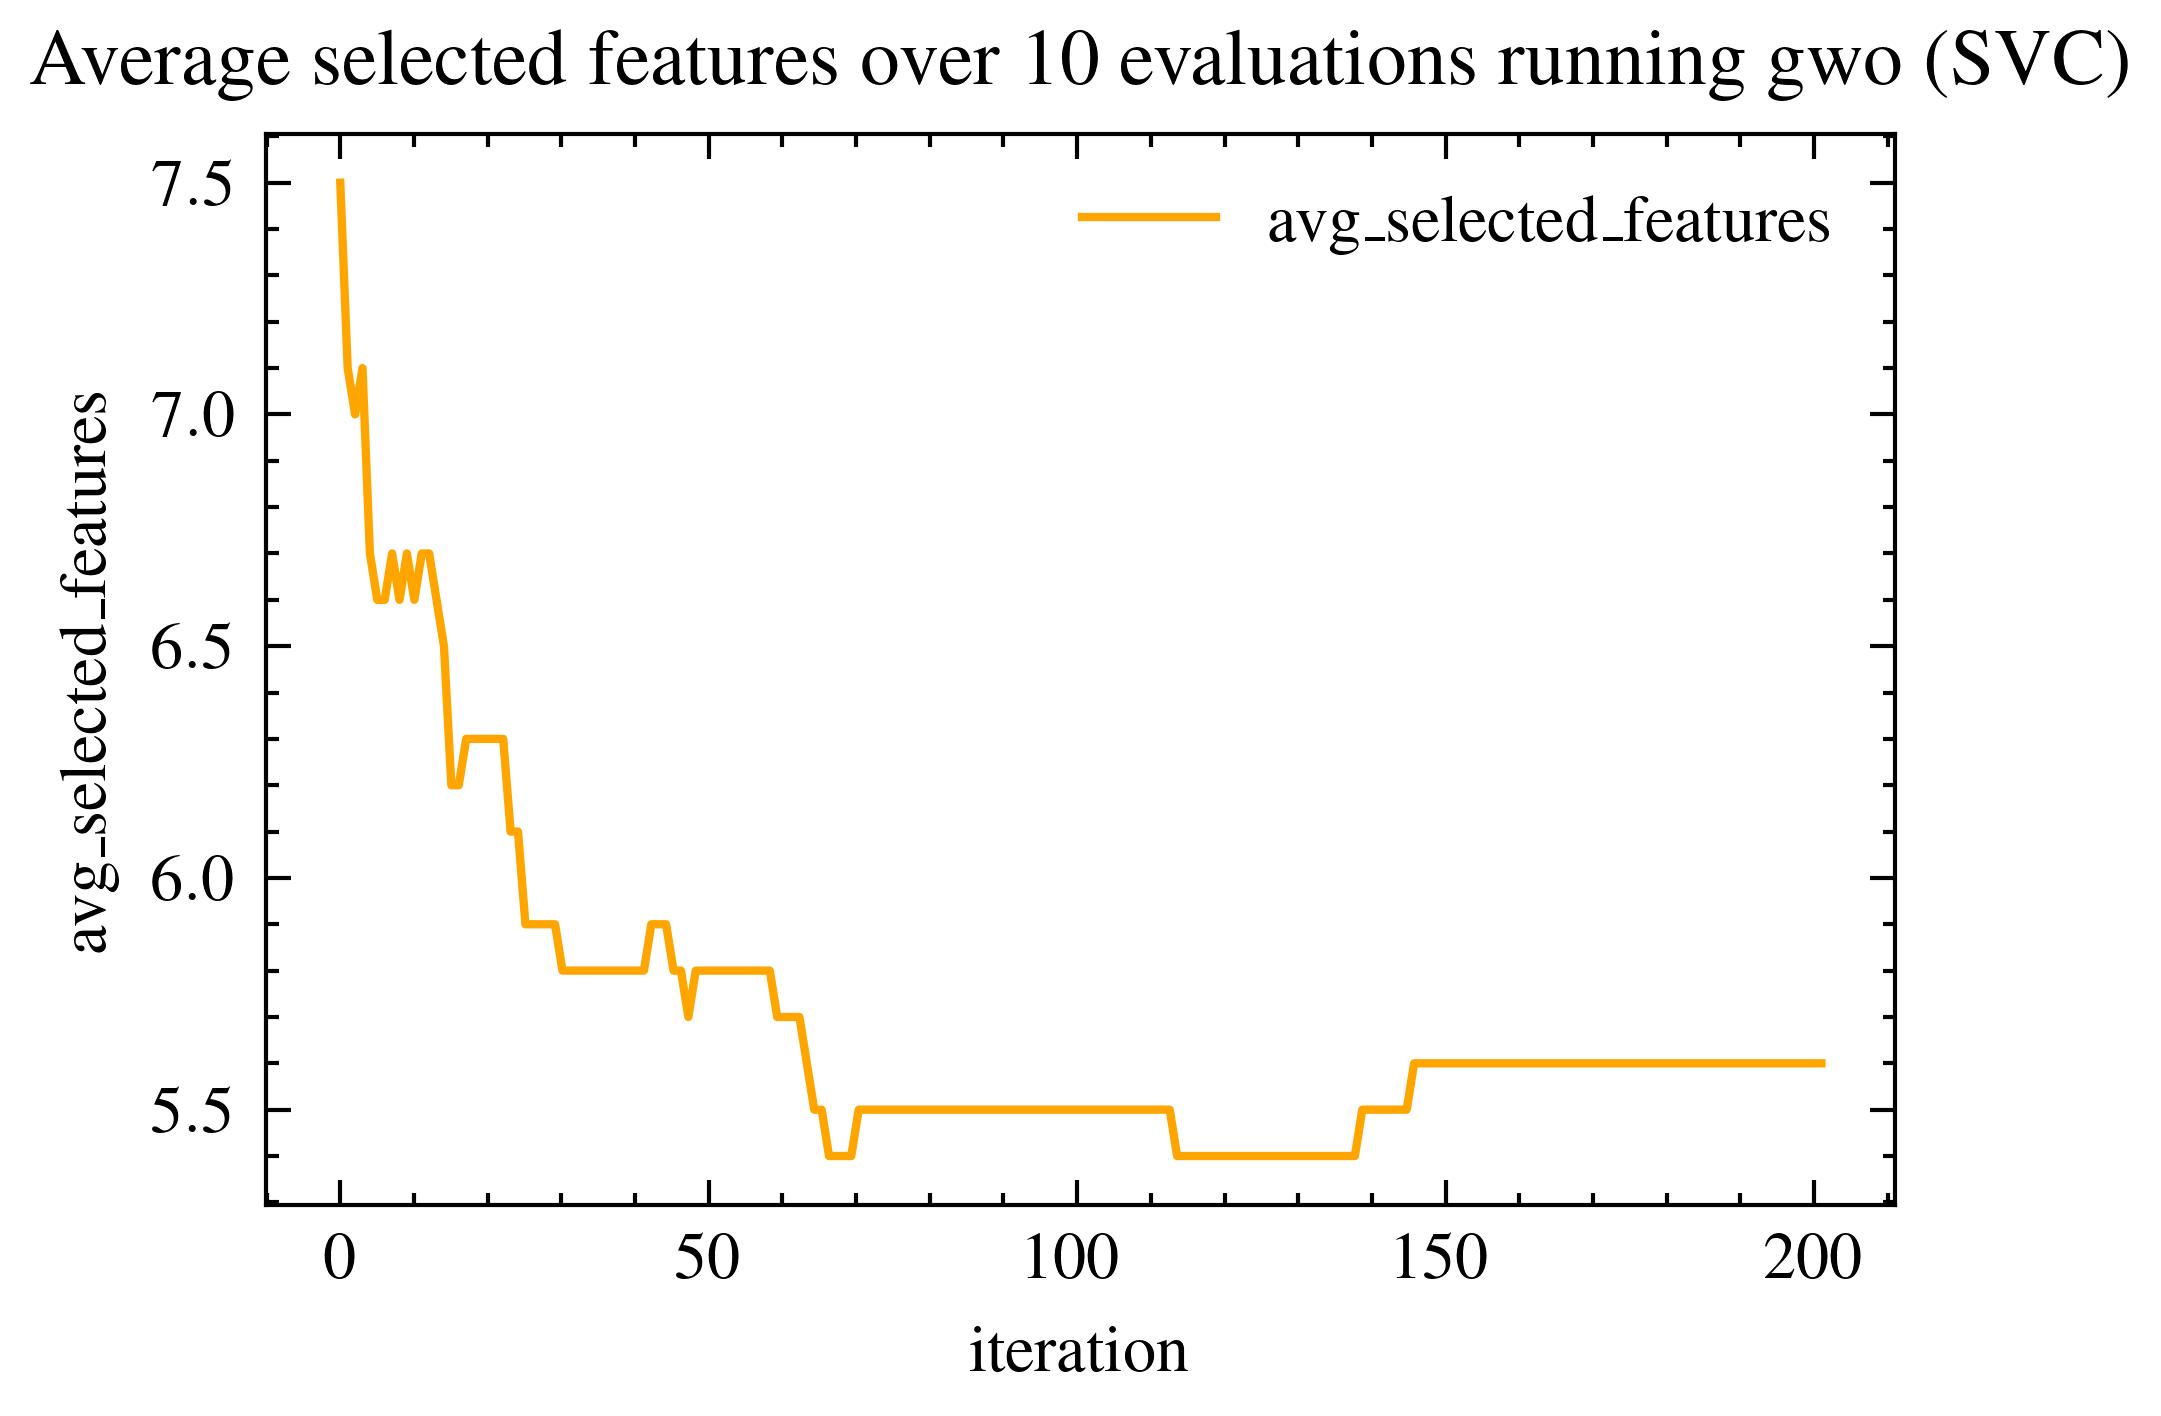 Average selected features over 10 evaluations running gwo (SVC)
avg_selected_features
7.5
7.0
6.5
6.0
5.5
avg_selected_features
0
50
100
150
200
iteration